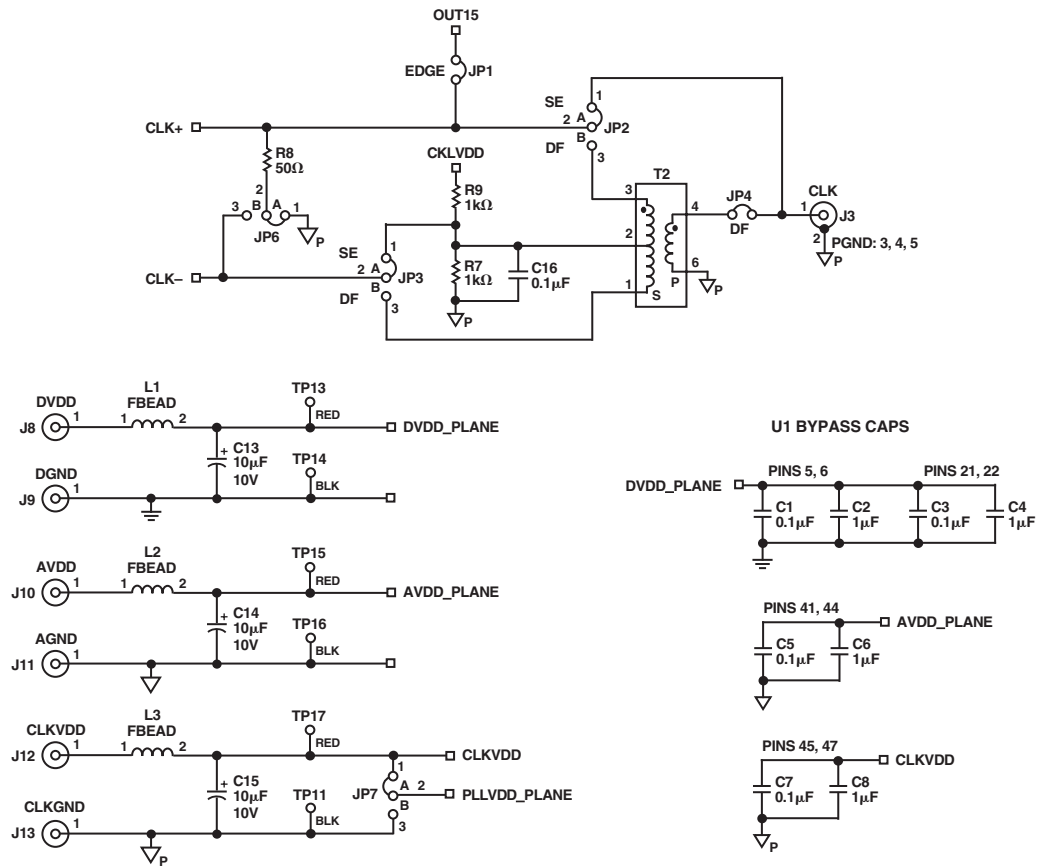 OUT15
EDGE JP1
CLK+
SE 1
2 A
JP2
B
DF 3
R8
50Ω
2
3 B A 1
JP6
P
CLK–
CKLVDD
R9
1kΩ
SE 1
2 A
JP3
B
DF 3
R7
1kΩ
P
C16
0.1µF
T2
3 4
2
1 6
S P
P
JP4
DF
CLK
1
J3
2 PGND: 3, 4, 5
P
DVDD
J8 1
L1
FBEAD
1 2
TP13
RED
DVDD_PLANE
+ C13
10µF
10V
DGND
J9 1
TP14
BLK
AVDD
J10 1
L2
FBEAD
1 2
TP15
RED
AVDD_PLANE
+ C14
10µF
10V
AGND
J11 1
TP16
BLK
CLKVDD
J12 1
L3
FBEAD
1 2
TP17
RED
CLKVDD
+ C15
10µF
10V
1
JP7 A 2
B
3
PLLVDD_PLANE
CLKGND
J13 1
TP11
BLK
P
U1 BYPASS CAPS
PINS 5, 6 PINS 21, 22
DVDD_PLANE
C1
0.1µF
C2
1µF
C3
0.1µF
C4
1µF
PINS 41, 44
AVDD_PLANE
C5
0.1µF
C6
1µF
PINS 45, 47
CLKVDD
C7
0.1µF
C8
1µF
P